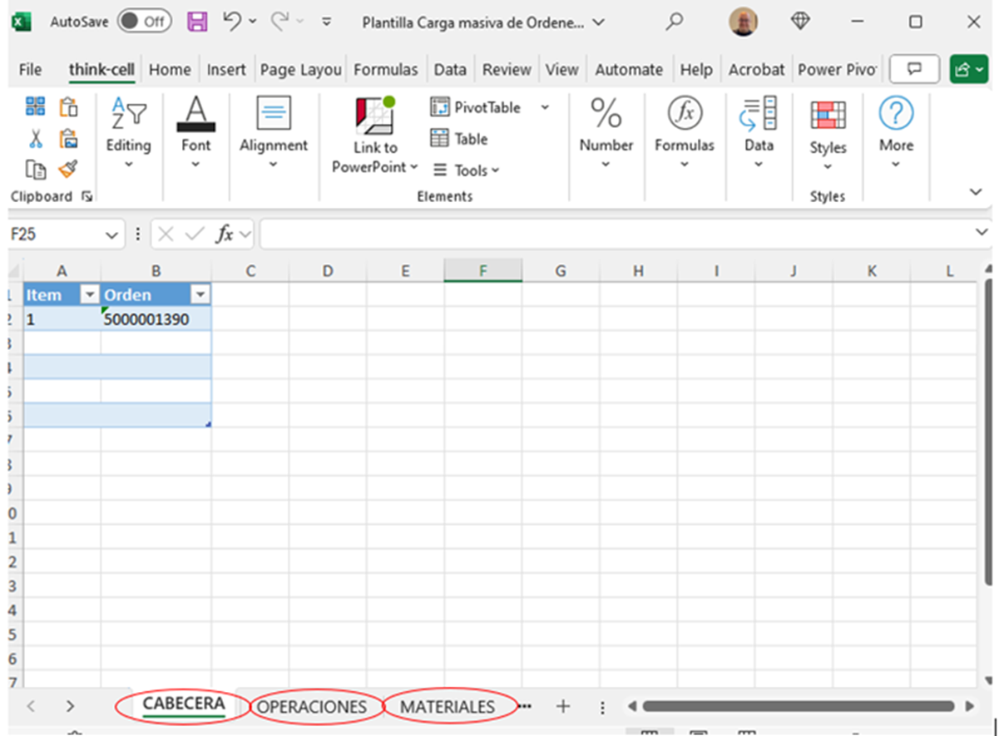 AutoSave Off Plantilla Carga masiva de Ordene...
File think-cell Home Insert Page Layou Formulas Data Review View Automate Help Acrobat Power Pivo
Editing Font Alignment Link to PowerPoint PivotTable Number Formulas Data Styles More
Table
Tools
Clipboard Elements Styles
F25 fx
A B C D E F G H I J K L
1 Item Orden
2 1 5000001390
3
4
5
6
7
8
9
0
1
2
3
4
5
6
7
CABECERA OPERACIONES MATERIALES ...